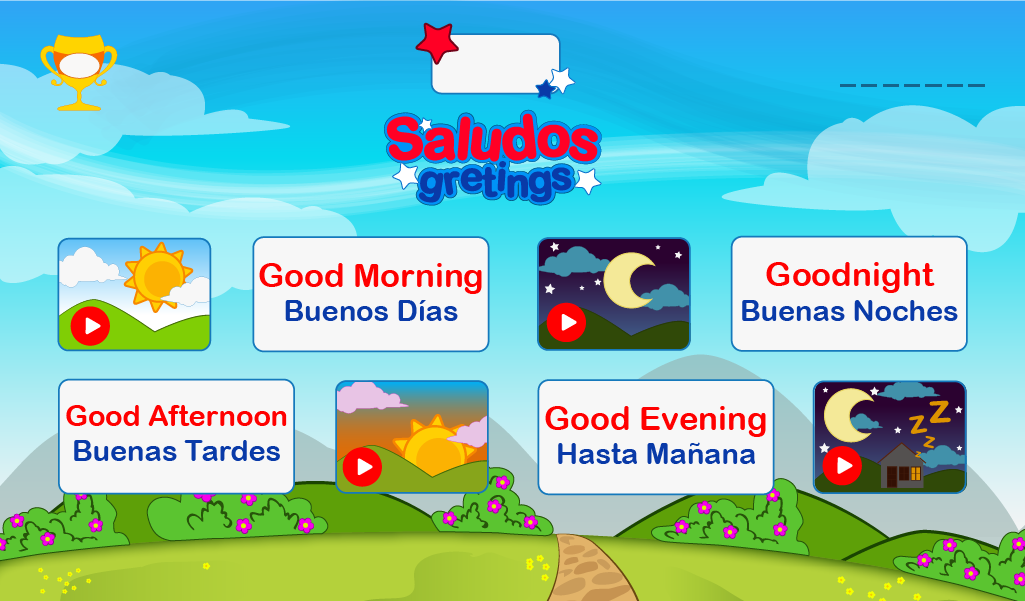 Saludos
gretings
Good Morning
Buenos Días
Goodnight
Buenas Noches
Good Afternoon
Buenas Tardes
Good Evening
Hasta Mañana
Z
Z
Z
z